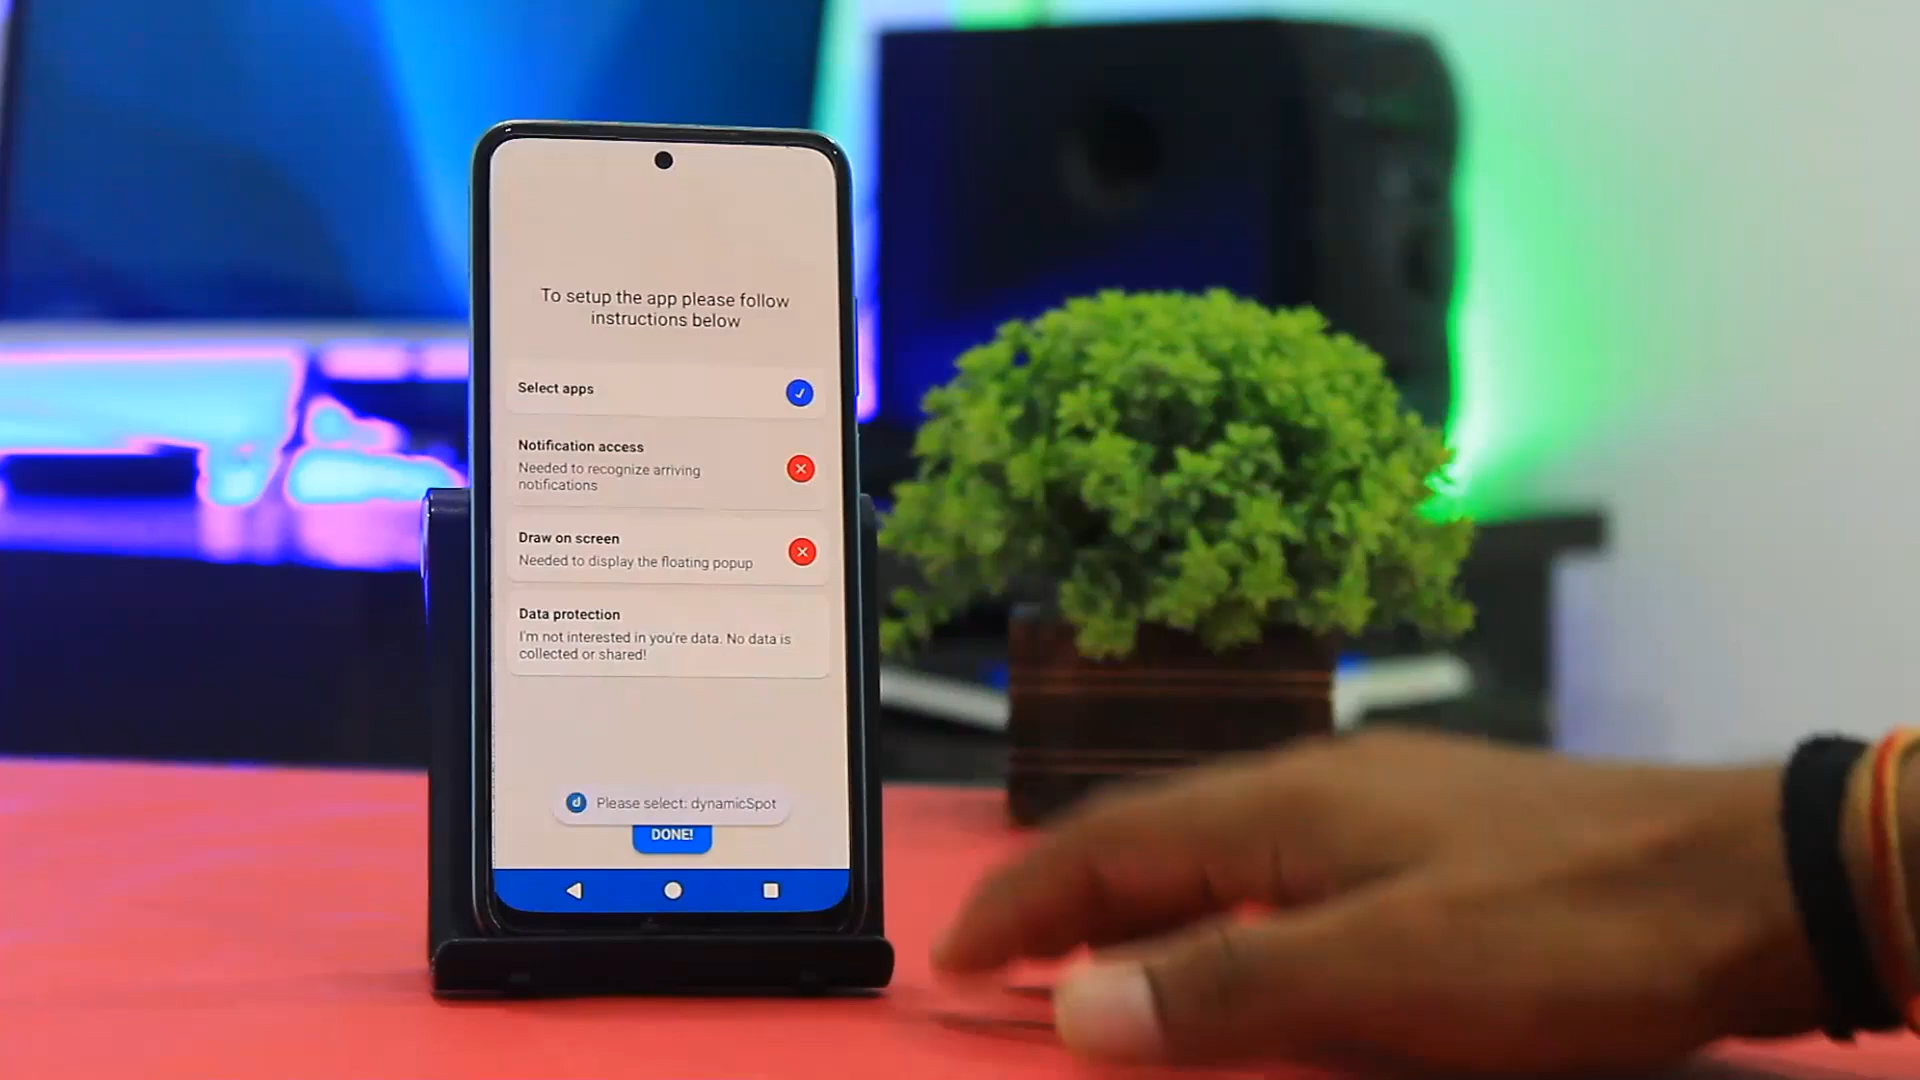 To setup the app please follow
instructions below
Select apps
Notification access
Needed to recognize arriving
notifications
Draw on screen
Needed to display the floating popup
Data protection
I'm not interested in you're data. No data is
collected or shared!
d Please select: dynamicSpot
DONE!